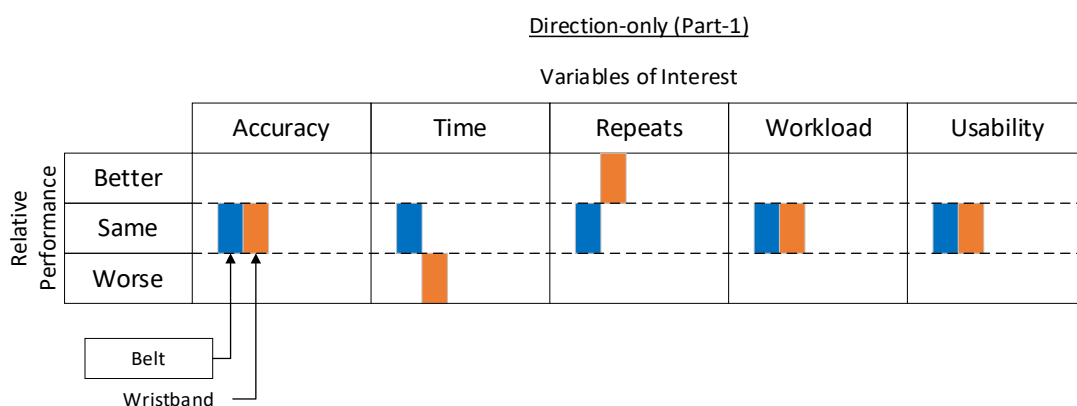 Direction-only (Part-1)
Variables of Interest
Accuracy Time Repeats Workload Usability
Relative
Performance
Better
Same
Worse
Belt
Wristband